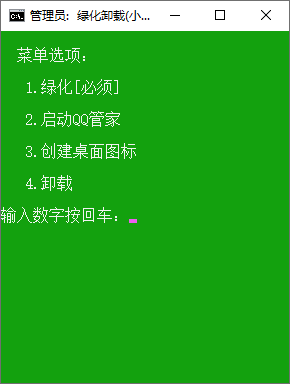 管理员: 绿化卸载(小...
菜单选项:
1.绿化[必须]
2.启动QQ管家
3.创建桌面图标
4.卸载
输入数字按回车: